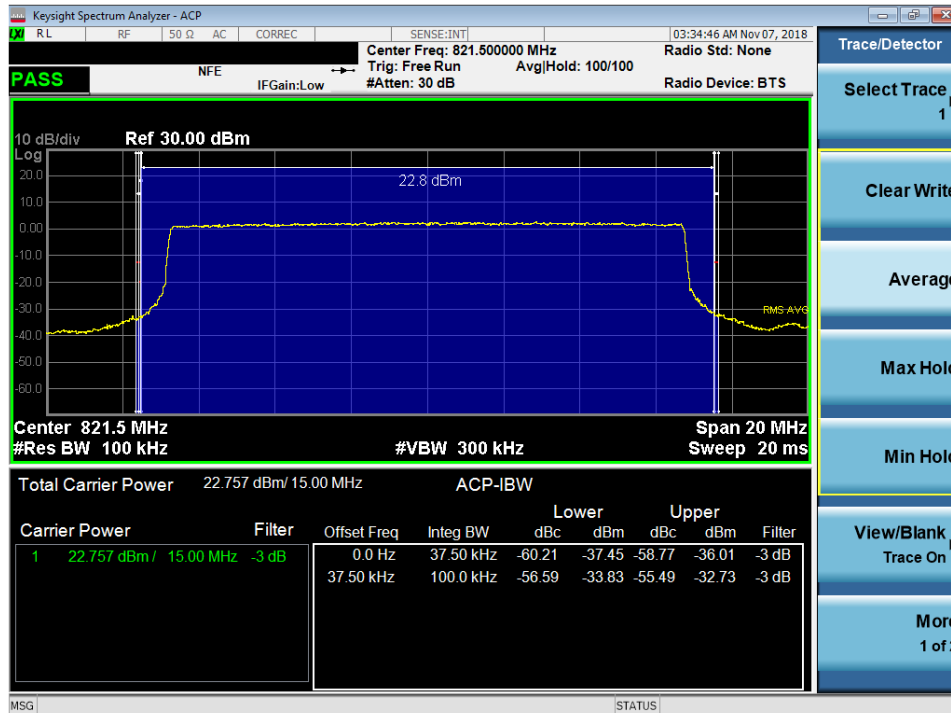 Keysight Spectrum Analyzer - ACP
LXI RL RF 50 Ω AC CORREC SENSE:INT 03:34:46 AM Nov 07, 2018
Center Freq: 821.500000 MHz Radio Std: None
PASS NFE Trig: Free Run Avg|Hold: 100/100
IFGain:Low #Atten: 30 dB Radio Device: BTS
10 dB/div Ref 30.00 dBm
Log
20.0
22.8 dBm
10.0
0.00
-10.0
-20.0
-30.0
RMS AVG
-40.0
-50.0
-60.0
Center 821.5 MHz Span 20 MHz
#Res BW 100 kHz #VBW 300 kHz Sweep 20 ms
Total Carrier Power 22.757 dBm/ 15.00 MHz ACP-IBW
Lower Upper
Carrier Power Filter Offset Freq Integ BW dBc dBm dBc dBm Filter
1 22.757 dBm / 15.00 MHz -3 dB 0.0 Hz 37.50 kHz -60.21 -37.45 -58.77 -36.01 -3 dB
37.50 kHz 100.0 kHz -56.59 -33.83 -55.49 -32.73 -3 dB
MSG STATUS
Trace/Detector
Select Trace
1
Clear Write
Average
Max Hold
Min Hold
View/Blank
Trace On
More
1 of